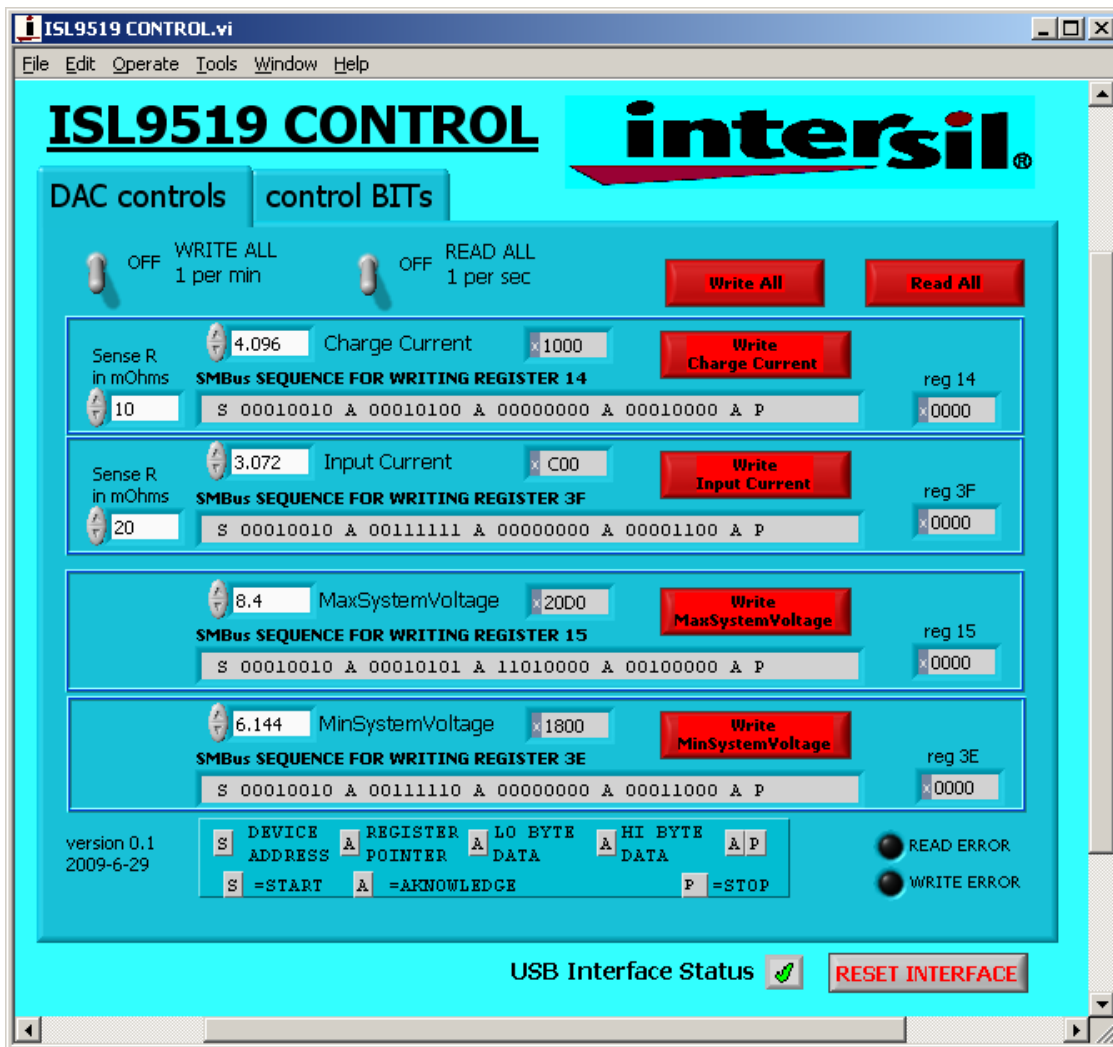 ISL9519 CONTROL.vi
File Edit Operate Tools Window Help
ISL9519 CONTROL
intersil®
DAC controls control BITs
OFF WRITE ALL
1 per min
OFF READ ALL
1 per sec
Write All
Read All
Sense R
in mOhms
10
4.096 Charge Current x1000
Write
Charge Current
SMBus SEQUENCE FOR WRITING REGISTER 14
S 00010010 A 00010100 A 00000000 A 00010000 A P
reg 14
x0000
Sense R
in mOhms
20
3.072 Input Current x C00
Write
Input Current
SMBus SEQUENCE FOR WRITING REGISTER 3F
S 00010010 A 00111111 A 00000000 A 00001100 A P
reg 3F
x0000
8.4 MaxSystemVoltage x20D0
Write
MaxSystemVoltage
SMBus SEQUENCE FOR WRITING REGISTER 15
S 00010010 A 00010101 A 11010000 A 00100000 A P
reg 15
x0000
6.144 MinSystemVoltage x1800
Write
MinSystemVoltage
SMBus SEQUENCE FOR WRITING REGISTER 3E
S 00010010 A 00111110 A 00000000 A 00011000 A P
reg 3E
x0000
version 0.1
2009-6-29
S DEVICE ADDRESS A REGISTER POINTER A LO BYTE DATA A HI BYTE DATA A P
S =START A =AKNOWLEDGE P =STOP
READ ERROR
WRITE ERROR
USB Interface Status
RESET INTERFACE